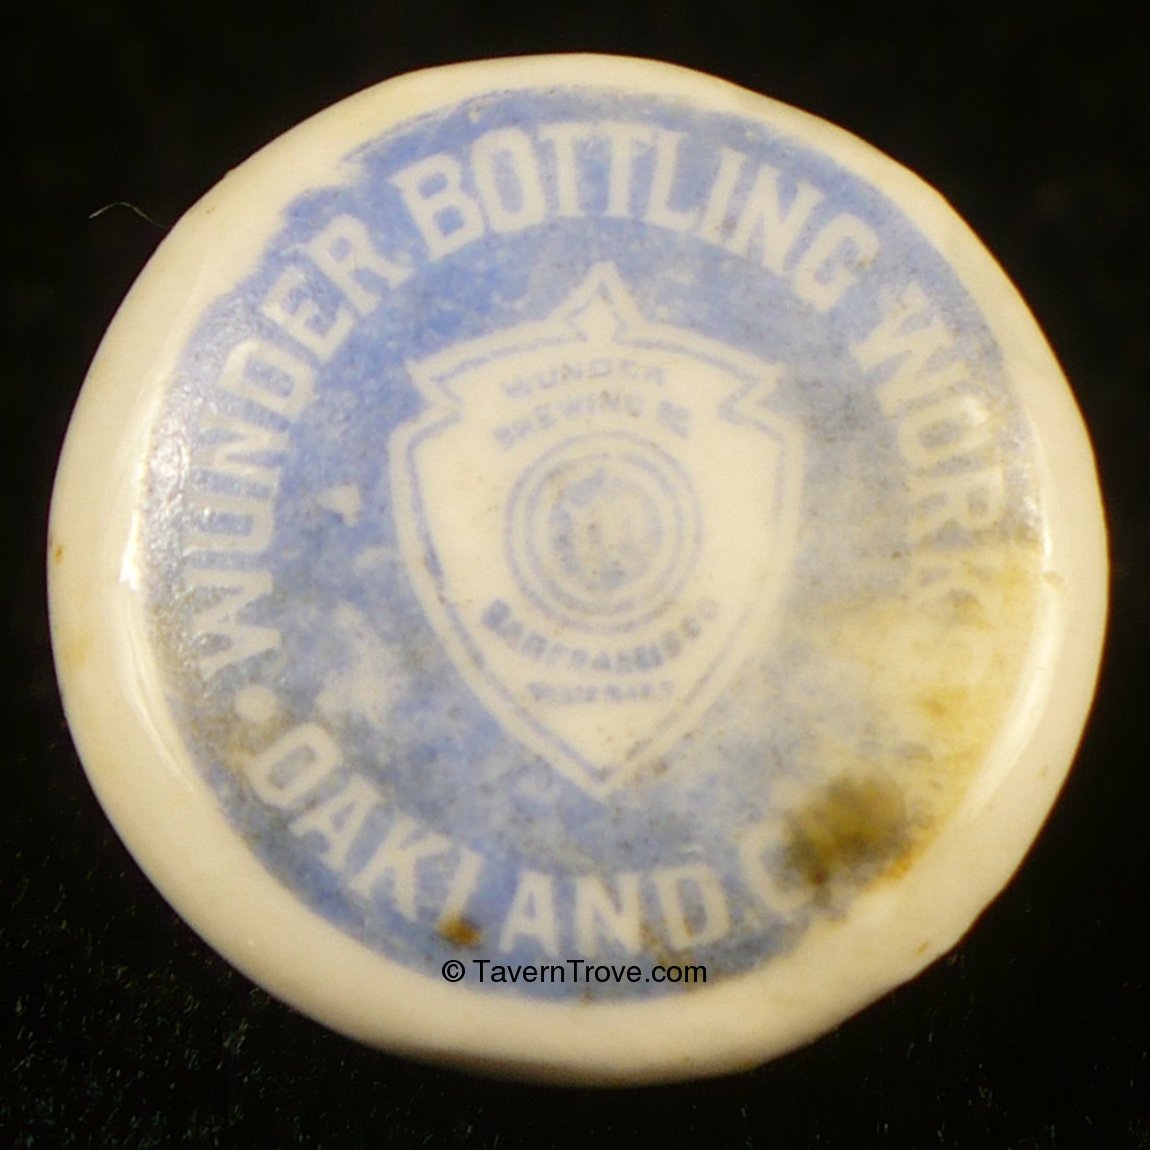 WUNDER BOTTLING WORK
OAKLAND, C
WUNDER
BREWING
SAN FRANCISCO
© TavernTrove.com